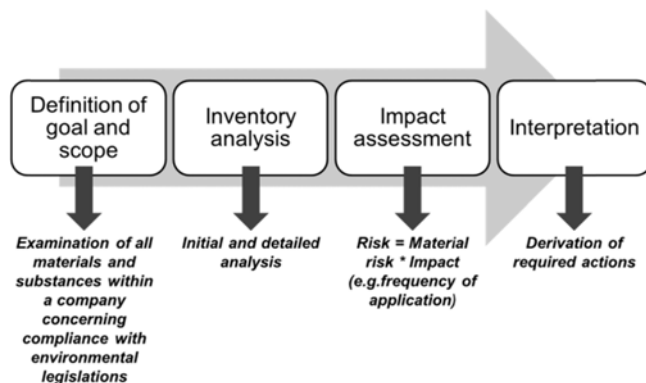 Definition of
goal and
scope
Inventory
analysis
Impact
assessment
Interpretation
Examination of all
materials and
substances within
a company
concerning
compliance with
environmental
legislations
Initial and detailed
analysis
Risk = Material
risk * Impact
(e.g.frequency of
application)
Derivation of
required actions